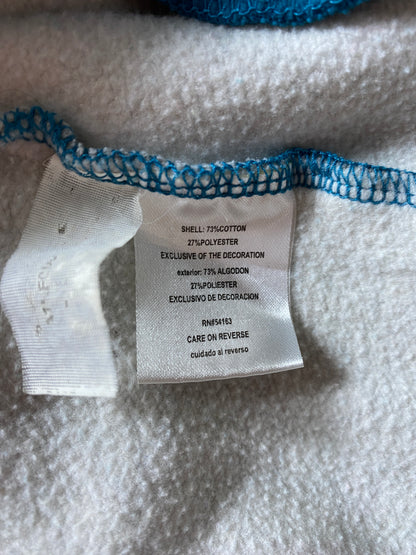 SHELL: 73%COTTON
27%POLYESTER
EXCLUSIVE OF THE DECORATION
exterior: 73% ALGODON
27%POLIESTER
EXCLUSIVO DE DECORACION
RN#54163
CARE ON REVERSE
cuidado al reverso